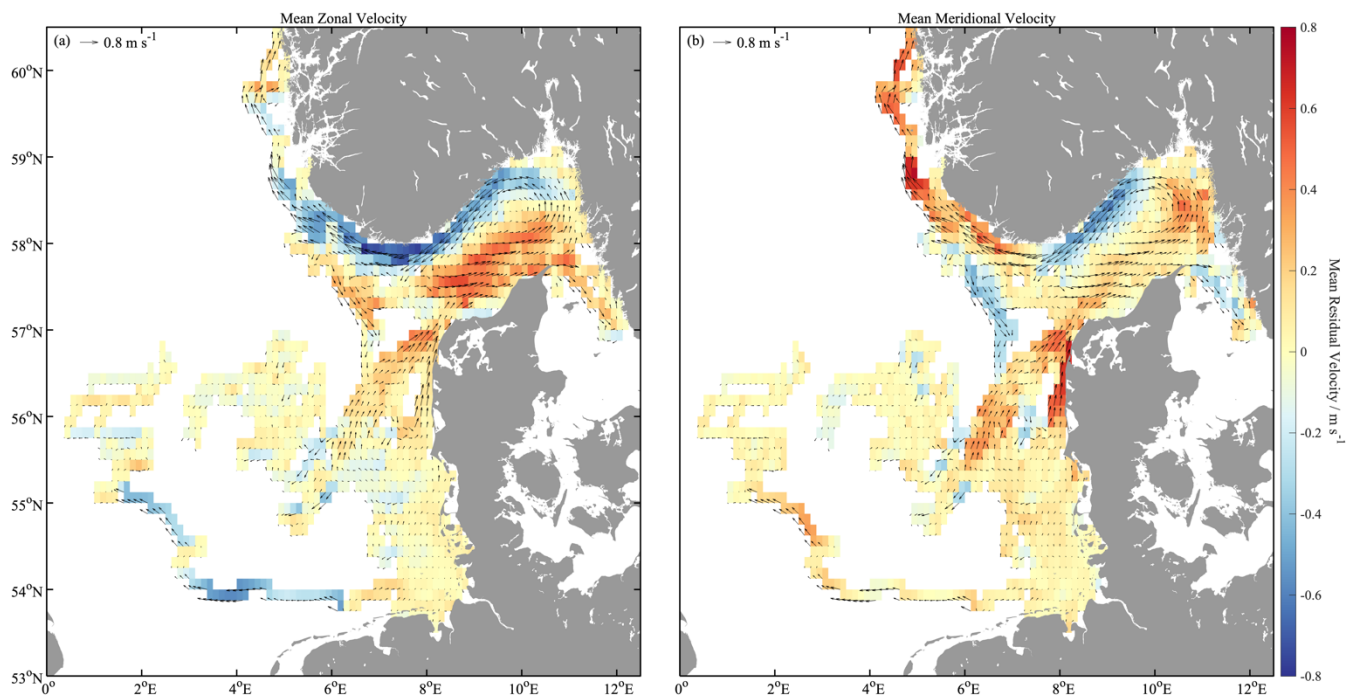 Mean Zonal Velocity
Mean Meridional Velocity
(a) 0.8 m s⁻¹
(b) 0.8 m s⁻¹
0.8
60°N
0.6
59°N
0.4
58°N
0.2
57°N
0
56°N
-0.2
55°N
-0.4
54°N
-0.6
53°N
-0.8
Mean Residual Velocity / m s⁻¹
0° 2°E 4°E 6°E 8°E 10°E 12°E
0° 2°E 4°E 6°E 8°E 10°E 12°E